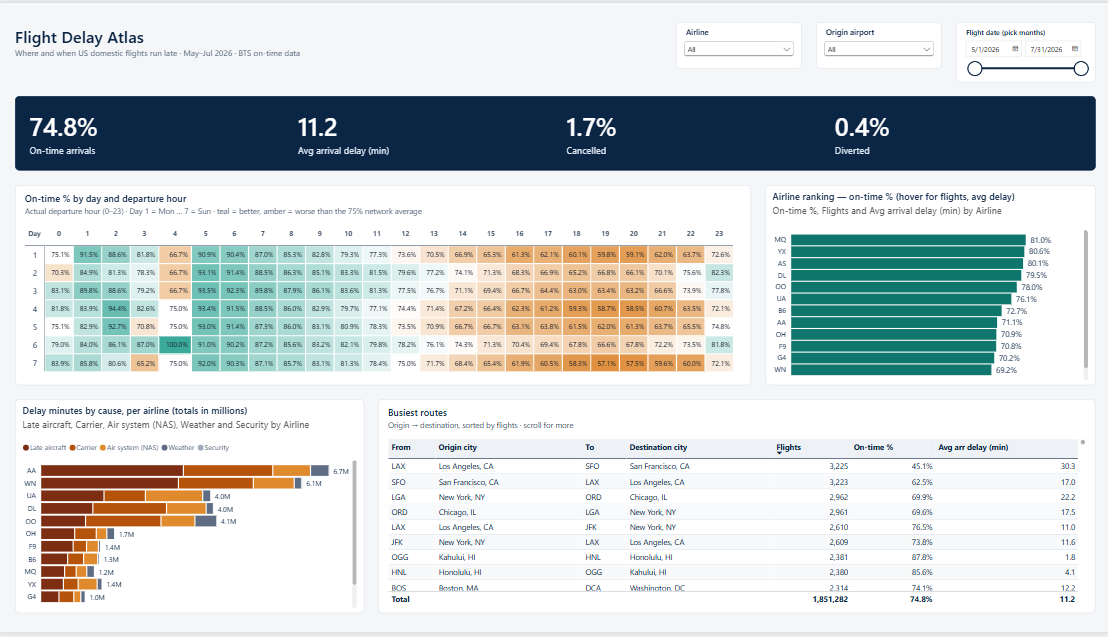 Flight Delay Atlas
Where and when US domestic flights run late · May–Jul 2026 · BTS on-time data
Airline
All
Origin airport
All
Flight date (pick months)
5/1/2026 7/31/2026
74.8% 11.2 1.7% 0.4%
On-time arrivals Avg arrival delay (min) Cancelled Diverted
On-time % by day and departure hour
Actual departure hour (0–23) · Day 1 = Mon … 7 = Sun · teal = better, amber = worse than the 75% network average
Day 0 1 2 3 4 5 6 7 8 9 10 11 12 13 14 15 16 17 18 19 20 21 22 23
1 75.1% 91.5% 88.6% 81.8% 66.7% 90.9% 90.4% 87.0% 85.3% 82.8% 79.3% 77.3% 73.6% 70.5% 66.9% 65.3% 61.3% 62.1% 60.1% 59.8% 59.1% 62.0% 63.7% 72.6%
2 70.3% 84.9% 81.3% 78.3% 66.7% 93.1% 91.4% 88.5% 86.1% 85.1% 83.3% 81.5% 79.6% 77.2% 74.1% 71.3% 68.3% 66.9% 65.2% 66.8% 66.1% 70.1% 75.6% 82.3%
3 83.1% 89.8% 88.6% 79.2% 66.7% 93.5% 92.3% 88.6% 87.9% 86.1% 83.6% 81.3% 77.5% 76.7% 71.1% 69.4% 66.7% 64.4% 63.0% 63.4% 63.2% 66.6% 73.9% 77.8%
4 81.8% 83.9% 94.4% 82.6% 75.0% 93.4% 91.5% 88.5% 86.0% 82.9% 79.7% 77.1% 74.4% 71.4% 67.2% 66.4% 62.3% 61.2% 59.3% 58.7% 58.5% 60.7% 63.5% 72.1%
5 75.1% 82.9% 92.7% 70.8% 75.0% 93.0% 91.4% 87.3% 86.0% 83.1% 80.9% 78.3% 73.5% 70.9% 66.7% 66.7% 63.1% 63.8% 61.5% 62.0% 61.3% 63.7% 65.5% 74.8%
6 79.0% 84.0% 86.1% 87.0% 100.0% 91.0% 90.2% 87.2% 85.6% 83.2% 82.1% 79.8% 78.2% 76.1% 74.3% 71.3% 70.4% 69.4% 67.8% 66.6% 67.8% 72.2% 73.5% 81.8%
7 83.9% 85.8% 80.6% 65.2% 75.0% 92.0% 90.3% 87.1% 85.7% 83.1% 81.3% 78.4% 75.0% 71.7% 68.4% 65.4% 61.9% 60.5% 58.3% 57.1% 57.5% 59.6% 60.0% 72.1%
Airline ranking — on-time % (hover for flights, avg delay)
On-time %, Flights and Avg arrival delay (min) by Airline
MQ 81.0%
YX 80.6%
AS 80.1%
DL 79.5%
OO 78.0%
UA 76.1%
B6 72.7%
AA 71.1%
OH 70.9%
F9 70.8%
G4 70.2%
WN 69.2%
Delay minutes by cause, per airline (totals in millions)
Late aircraft, Carrier, Air system (NAS), Weather and Security by Airline
Late aircraft Carrier Air system (NAS) Weather Security
AA 6.7M
WN 6.1M
UA 4.0M
DL 4.0M
OO 4.1M
OH 1.7M
F9 1.4M
B6 1.3M
MQ 1.2M
YX 1.4M
G4 1.0M
Busiest routes
Origin → destination, sorted by flights · scroll for more
From Origin city To Destination city Flights On-time % Avg arr delay (min)
LAX Los Angeles, CA SFO San Francisco, CA 3,225 45.1% 30.3
SFO San Francisco, CA LAX Los Angeles, CA 3,223 62.5% 17.0
LGA New York, NY ORD Chicago, IL 2,962 69.9% 22.2
ORD Chicago, IL LGA New York, NY 2,961 69.6% 17.5
LAX Los Angeles, CA JFK New York, NY 2,610 76.5% 11.0
JFK New York, NY LAX Los Angeles, CA 2,609 73.8% 11.6
OGG Kahului, HI HNL Honolulu, HI 2,381 87.8% 1.8
HNL Honolulu, HI OGG Kahului, HI 2,380 85.6% 4.1
BOS Boston, MA DCA Washington, DC 2,314 74.1% 12.2
Total 1,851,282 74.8% 11.2